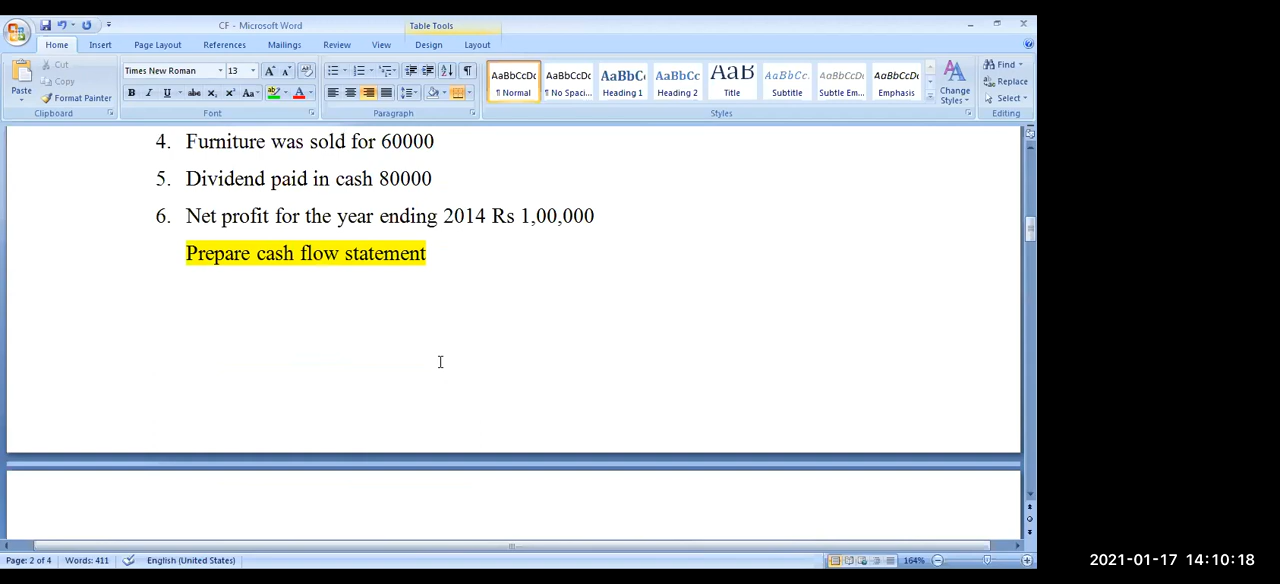 CF - Microsoft Word
Table Tools
Home Insert Page Layout References Mailings Review View Design Layout
Cut
Copy
Format Painter
Paste
Clipboard
Times New Roman 13
Font
Paragraph
AaBbCcDc AaBbCcDc AaBbC AaBbCc AaB AaBbCc. AaBbCcDi AaBbCcDc
¶ Normal ¶ No Spaci... Heading 1 Heading 2 Title Subtitle Subtle Em... Emphasis
Change
Styles
Styles
Find
Replace
Select
Editing
4. Furniture was sold for 60000
5. Dividend paid in cash 80000
6. Net profit for the year ending 2014 Rs 1,00,000
Prepare cash flow statement
Page: 2 of 4 Words: 411 English (United States) 164%
2021-01-17 14:10:18